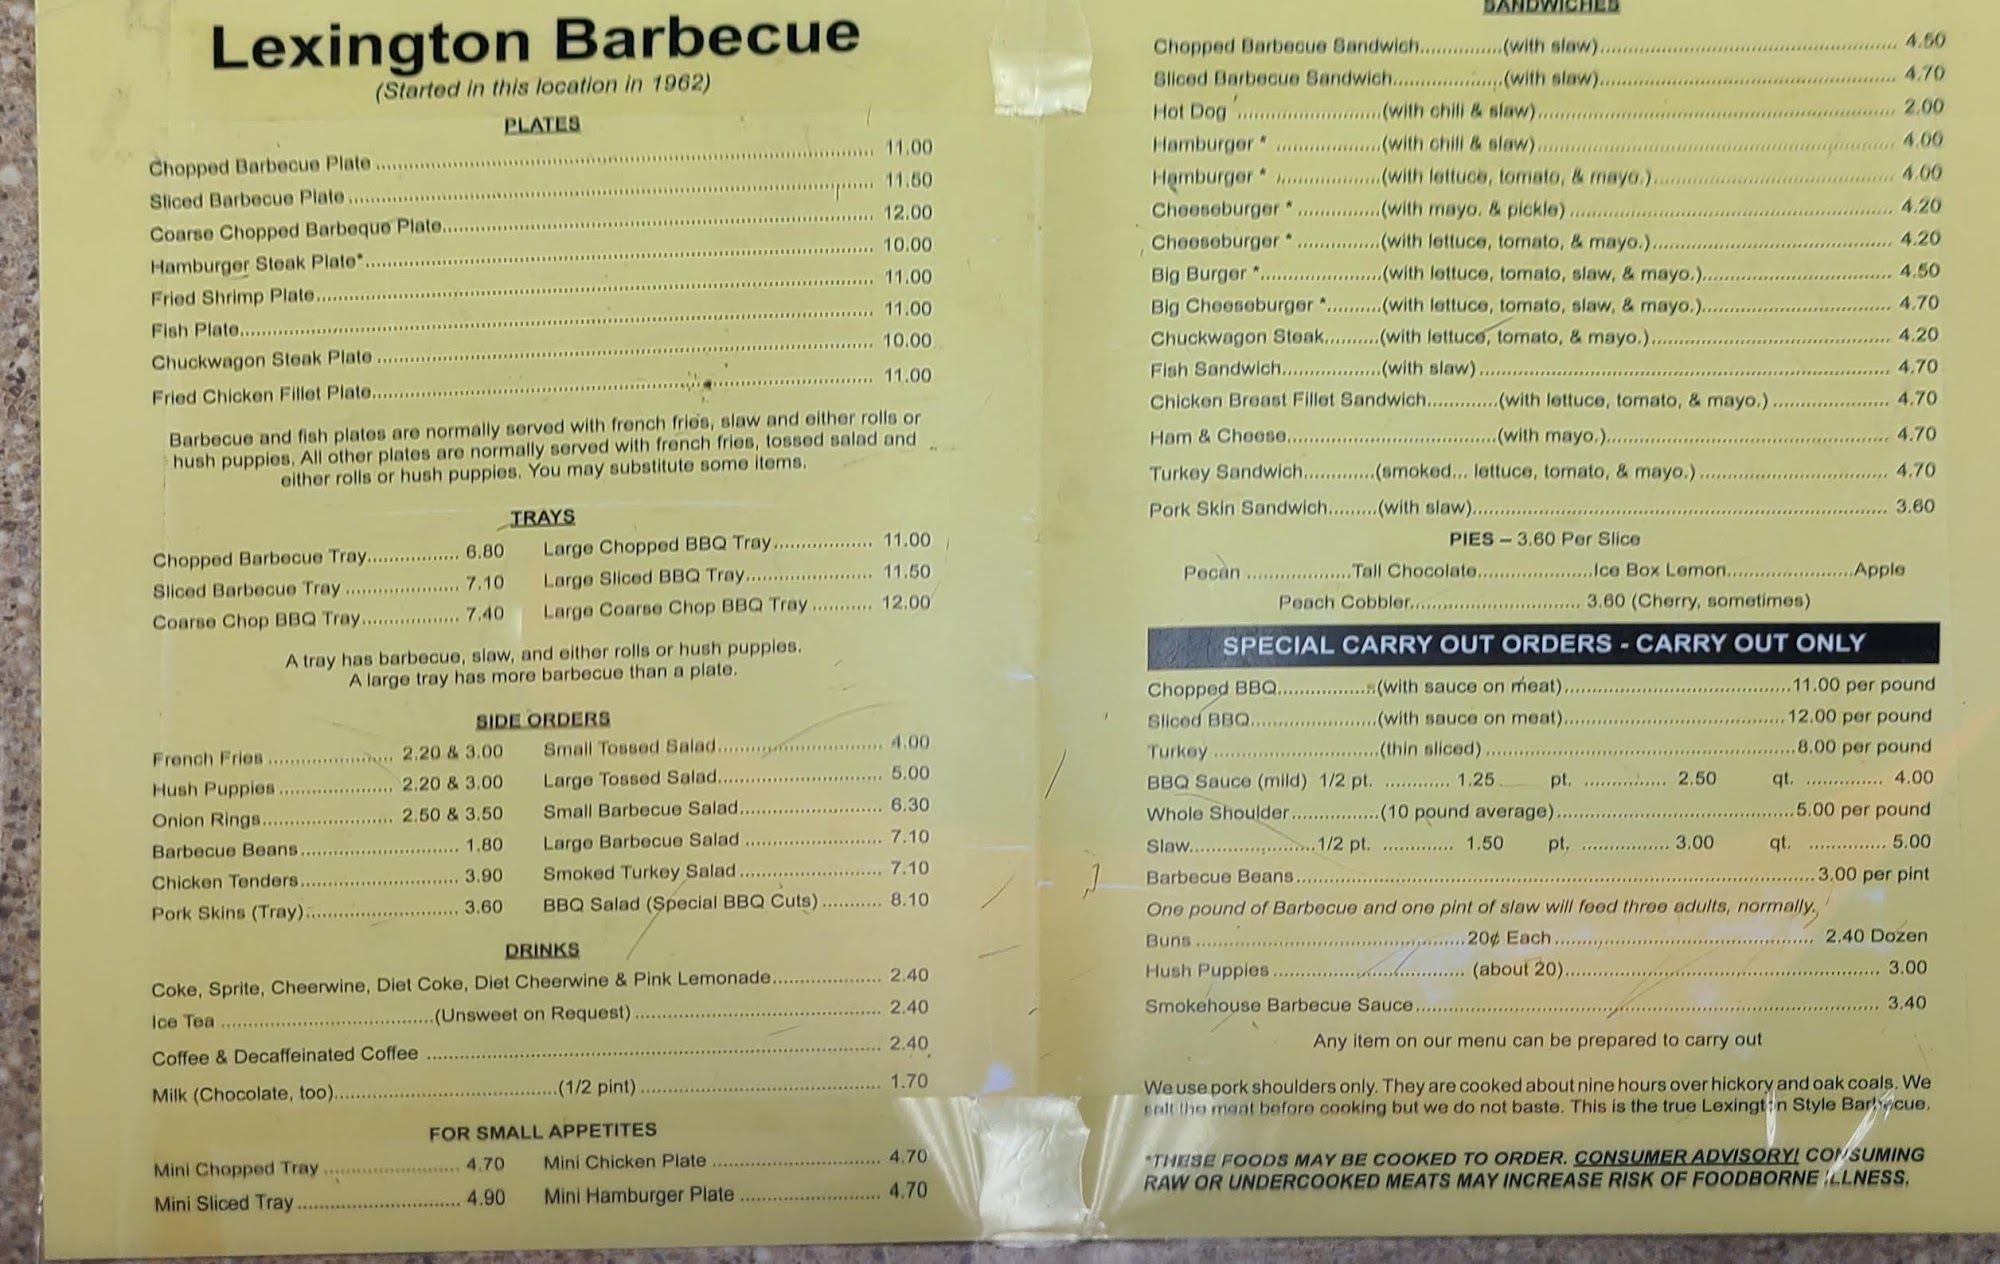 Lexington Barbecue
(Started in this location in 1962)
PLATES
Chopped Barbecue Plate 11.00
Sliced Barbecue Plate 11.50
Coarse Chopped Barbeque Plate 12.00
Hamburger Steak Plate* 10.00
Fried Shrimp Plate 11.00
Fish Plate 11.00
Chuckwagon Steak Plate 10.00
Fried Chicken Fillet Plate 11.00
Barbecue and fish plates are normally served with french fries, slaw and either rolls or
hush puppies. All other plates are normally served with french fries, tossed salad and
either rolls or hush puppies. You may substitute some items.
TRAYS
Chopped Barbecue Tray 6.80 Large Chopped BBQ Tray 11.00
Sliced Barbecue Tray 7.10 Large Sliced BBQ Tray 11.50
Coarse Chop BBQ Tray 7.40 Large Coarse Chop BBQ Tray 12.00
A tray has barbecue, slaw, and either rolls or hush puppies.
A large tray has more barbecue than a plate.
SIDE ORDERS
French Fries 2.20 & 3.00 Small Tossed Salad 4.00
Hush Puppies 2.20 & 3.00 Large Tossed Salad 5.00
Onion Rings 2.50 & 3.50 Small Barbecue Salad 6.30
Barbecue Beans 1.80 Large Barbecue Salad 7.10
Chicken Tenders 3.90 Smoked Turkey Salad 7.10
Pork Skins (Tray) 3.60 BBQ Salad (Special BBQ Cuts) 8.10
DRINKS
Coke, Sprite, Cheerwine, Diet Coke, Diet Cheerwine & Pink Lemonade 2.40
Ice Tea (Unsweet on Request) 2.40
Coffee & Decaffeinated Coffee 2.40
Milk (Chocolate, too) (1/2 pint) 1.70
FOR SMALL APPETITES
Mini Chopped Tray 4.70 Mini Chicken Plate 4.70
Mini Sliced Tray 4.90 Mini Hamburger Plate 4.70
SANDWICHES
Chopped Barbecue Sandwich (with slaw) 4.50
Sliced Barbecue Sandwich (with slaw) 4.70
Hot Dog (with chili & slaw) 2.00
Hamburger * (with chili & slaw) 4.00
Hamburger * (with lettuce, tomato, & mayo.) 4.00
Cheeseburger * (with mayo. & pickle) 4.20
Cheeseburger * (with lettuce, tomato, & mayo.) 4.20
Big Burger * (with lettuce, tomato, slaw, & mayo.) 4.50
Big Cheeseburger * (with lettuce, tomato, slaw, & mayo.) 4.70
Chuckwagon Steak (with lettuce, tomato, & mayo.) 4.20
Fish Sandwich (with slaw) 4.70
Chicken Breast Fillet Sandwich (with lettuce, tomato, & mayo.) 4.70
Ham & Cheese (with mayo.) 4.70
Turkey Sandwich (smoked... lettuce, tomato, & mayo.) 4.70
Pork Skin Sandwich (with slaw) 3.60
PIES – 3.60 Per Slice
Pecan Tall Chocolate Ice Box Lemon Apple
Peach Cobbler 3.60 (Cherry, sometimes)
SPECIAL CARRY OUT ORDERS - CARRY OUT ONLY
Chopped BBQ (with sauce on meat) 11.00 per pound
Sliced BBQ (with sauce on meat) 12.00 per pound
Turkey (thin sliced) 8.00 per pound
BBQ Sauce (mild) 1/2 pt. 1.25 pt. 2.50 qt. 4.00
Whole Shoulder (10 pound average) 5.00 per pound
Slaw 1/2 pt. 1.50 pt. 3.00 qt. 5.00
Barbecue Beans 3.00 per pint
One pound of Barbecue and one pint of slaw will feed three adults, normally.
Buns 20¢ Each 2.40 Dozen
Hush Puppies (about 20) 3.00
Smokehouse Barbecue Sauce 3.40
Any item on our menu can be prepared to carry out
We use pork shoulders only. They are cooked about nine hours over hickory and oak coals. We
salt the meat before cooking but we do not baste. This is the true Lexington Style Barbecue.
*THESE FOODS MAY BE COOKED TO ORDER. CONSUMER ADVISORY! CONSUMING
RAW OR UNDERCOOKED MEATS MAY INCREASE RISK OF FOODBORNE ILLNESS.